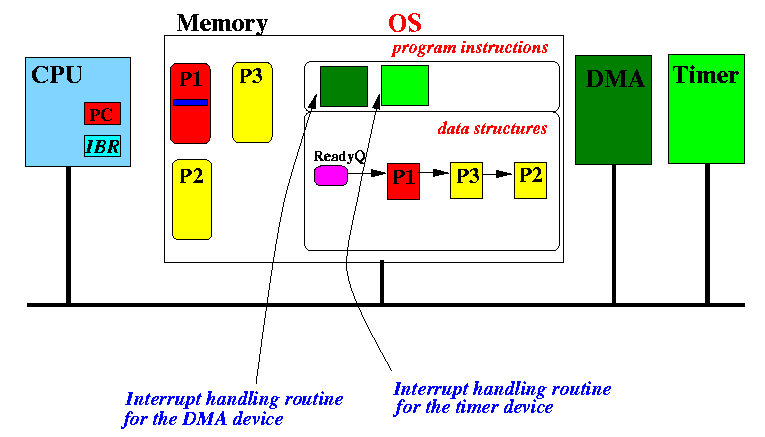 Memory
OS
program instructions
CPU
PC
IBR
P1
P3
P2
data structures
ReadyQ
P1
P3
P2
DMA
Timer
Interrupt handling routine
for the DMA device
Interrupt handling routine
for the timer device